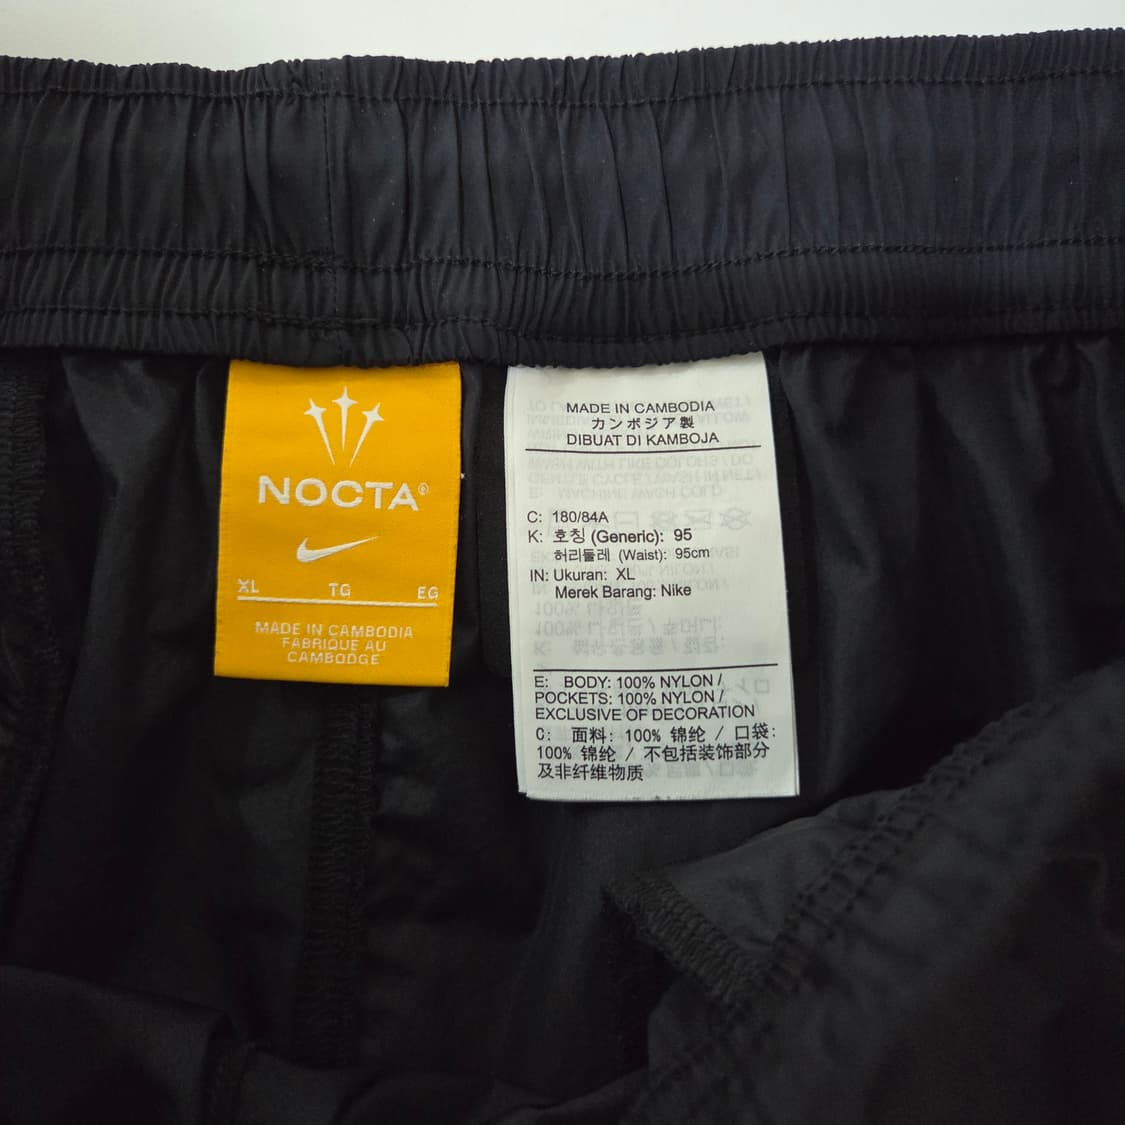 NOCTA®
XL TG EG
MADE IN CAMBODIA
FABRIQUE AU
CAMBODGE
MADE IN CAMBODIA
カンボジア製
DIBUAT DI KAMBOJA
C: 180/84A
K: 호칭 (Generic): 95
허리둘레 (Waist): 95cm
IN: Ukuran: XL
Merek Barang: Nike
E: BODY: 100% NYLON /
POCKETS: 100% NYLON /
EXCLUSIVE OF DECORATION
C: 面料: 100% 锦纶 / 口袋:
100% 锦纶 / 不包括装饰部分
及非纤维物质